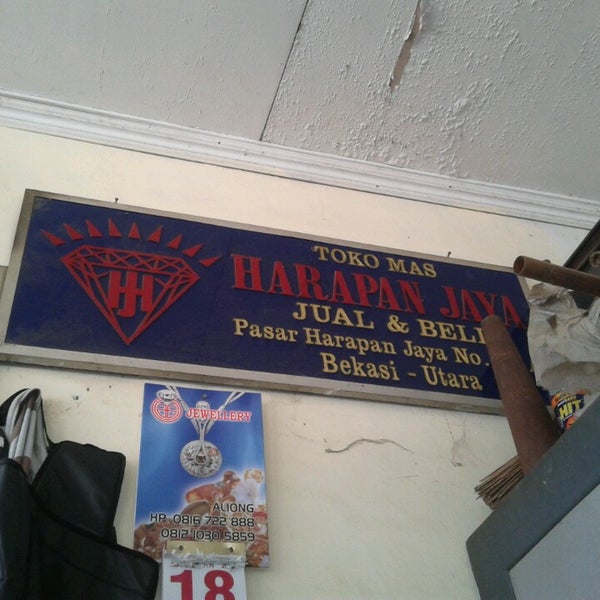 TOKO MAS
HARAPAN JAYA
JUAL & BELI
Pasar Harapan Jaya No.
Bekasi - Utara
HJ
JEWELLERY
ALIONG
HP. 0816 722 888
0812 1030 5859
18
HIT